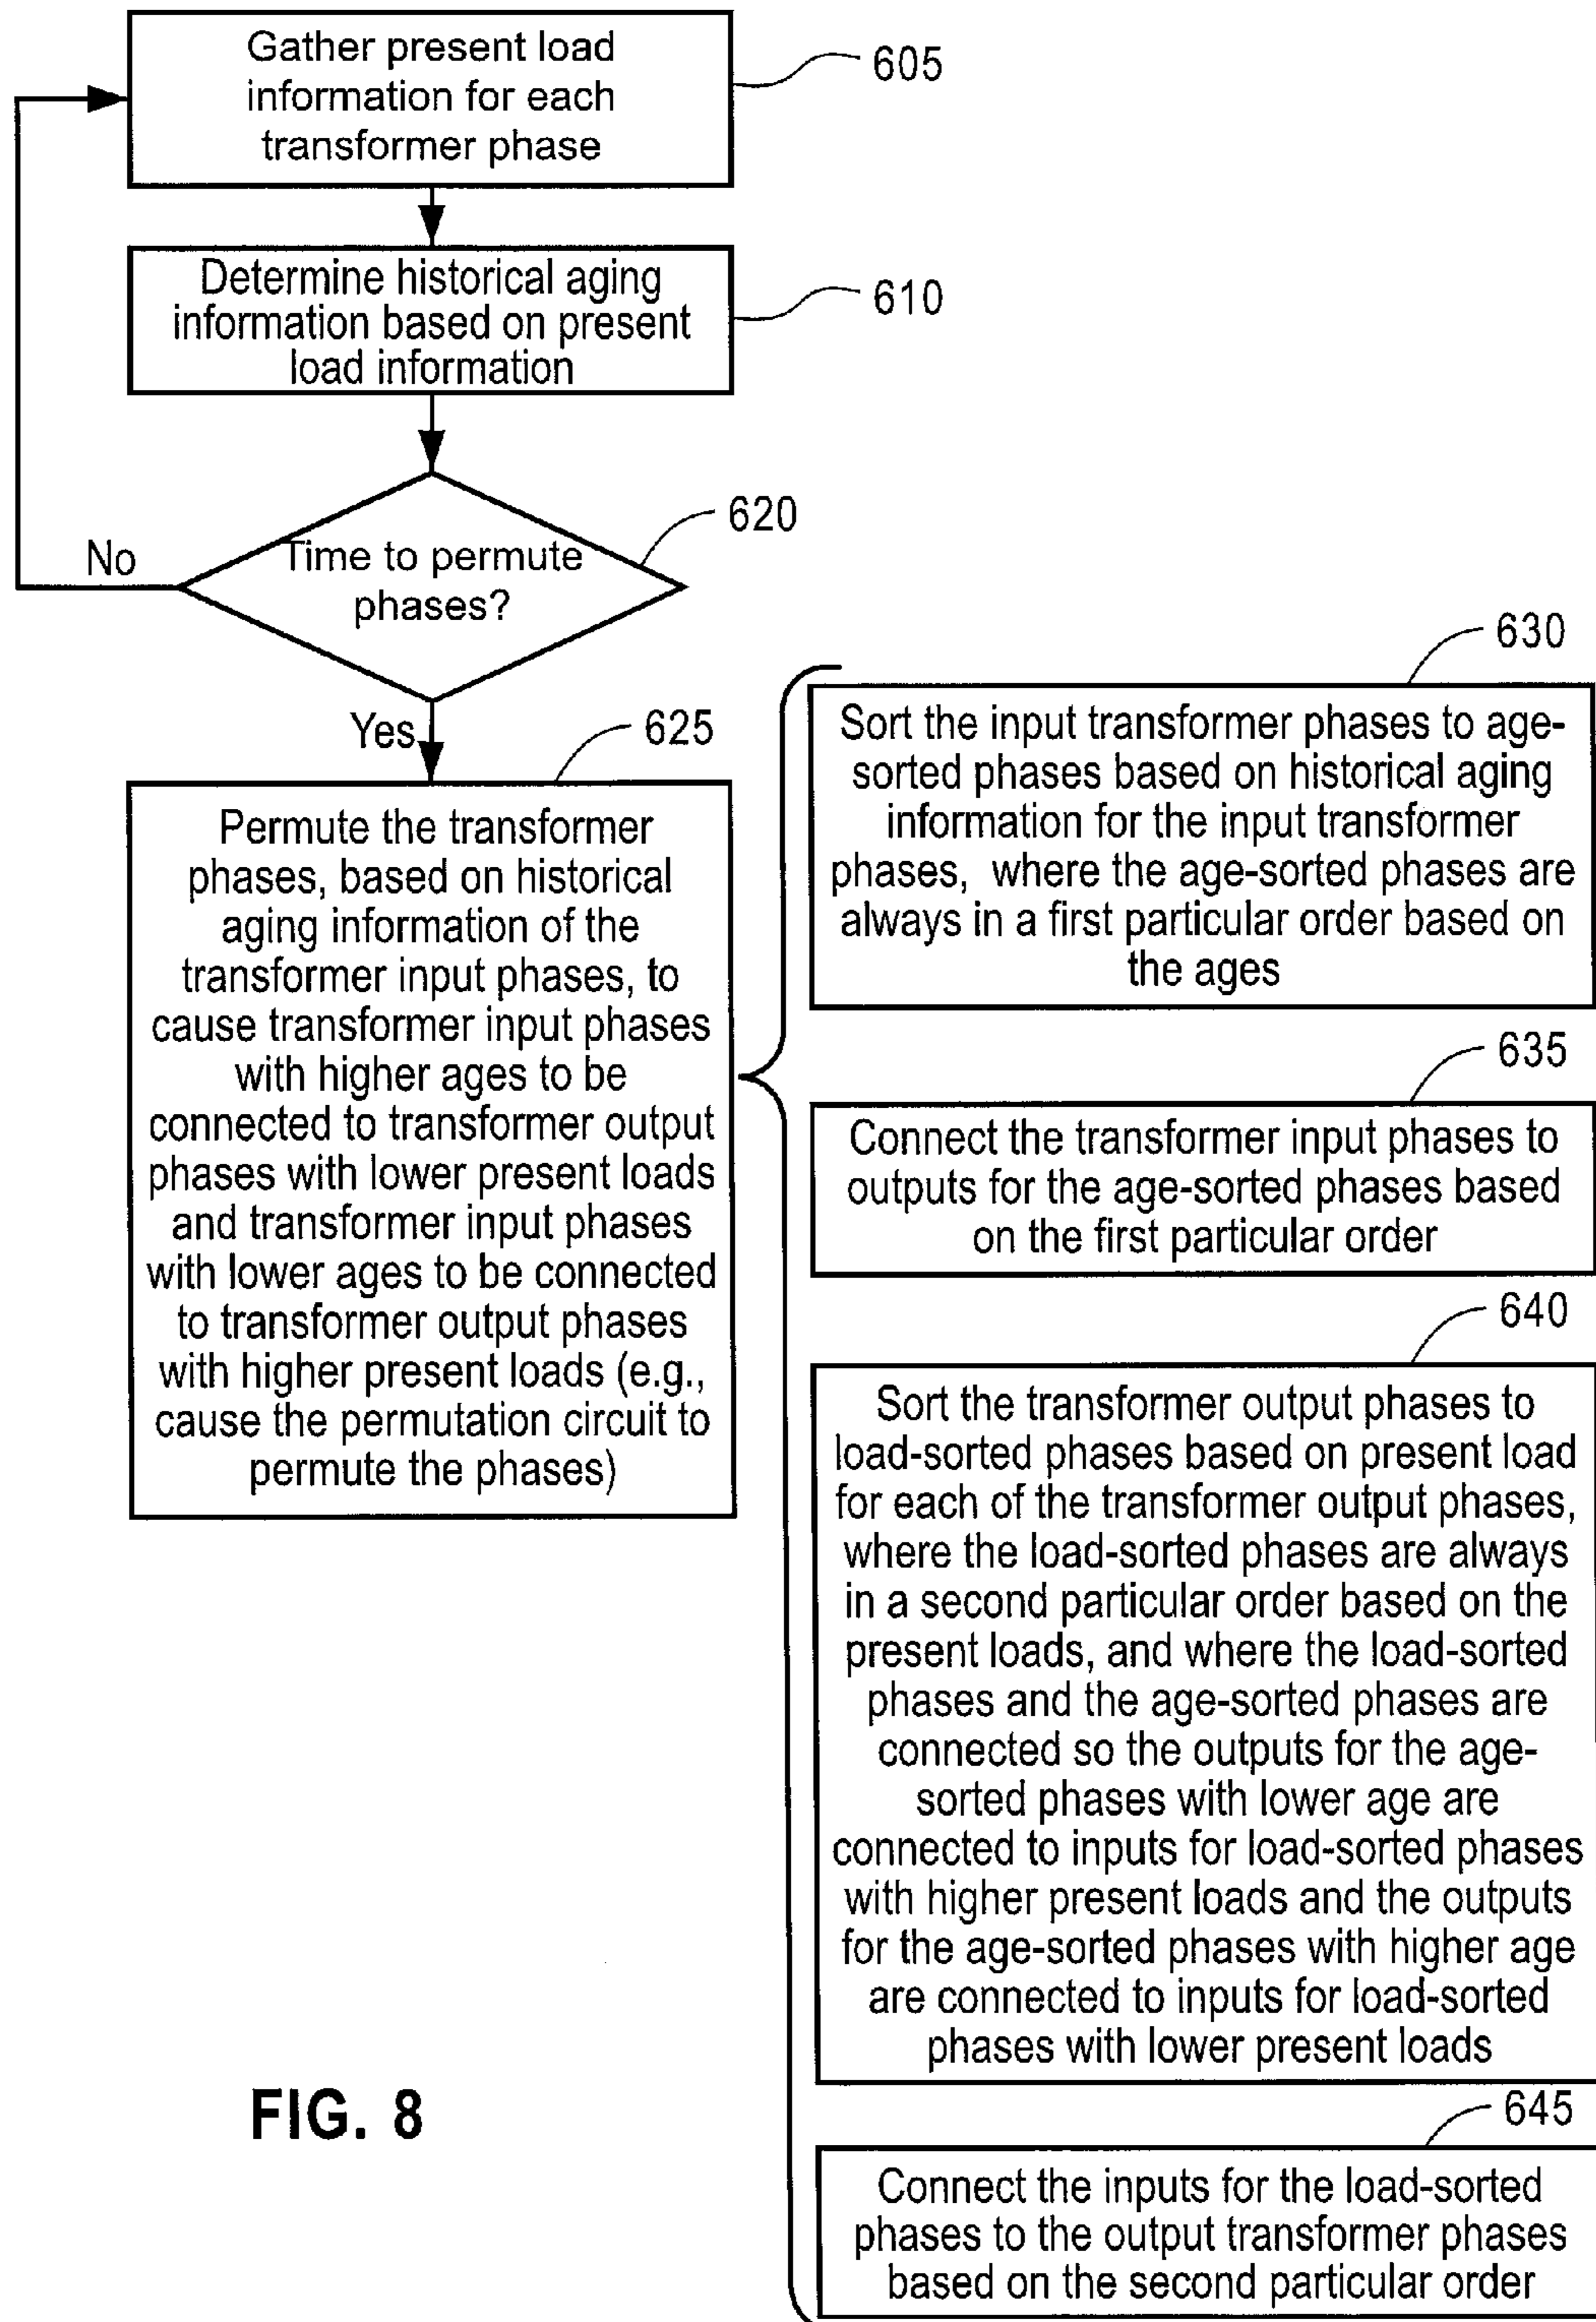 Gather present load
information for each
transformer phase
605
Determine historical aging
information based on present
load information
610
Time to permute
phases?
620
No
Yes
625
Permute the transformer
phases, based on historical
aging information of the
transformer input phases, to
cause transformer input phases
with higher ages to be
connected to transformer output
phases with lower present loads
and transformer input phases
with lower ages to be connected
to transformer output phases
with higher present loads (e.g.,
cause the permutation circuit to
permute the phases)
630
Sort the input transformer phases to age-
sorted phases based on historical aging
information for the input transformer
phases, where the age-sorted phases are
always in a first particular order based on
the ages
635
Connect the transformer input phases to
outputs for the age-sorted phases based
on the first particular order
640
Sort the transformer output phases to
load-sorted phases based on present load
for each of the transformer output phases,
where the load-sorted phases are always
in a second particular order based on the
present loads, and where the load-sorted
phases and the age-sorted phases are
connected so the outputs for the age-
sorted phases with lower age are
connected to inputs for load-sorted phases
with higher present loads and the outputs
for the age-sorted phases with higher age
are connected to inputs for load-sorted
phases with lower present loads
645
Connect the inputs for the load-sorted
phases to the output transformer phases
based on the second particular order
FIG. 8